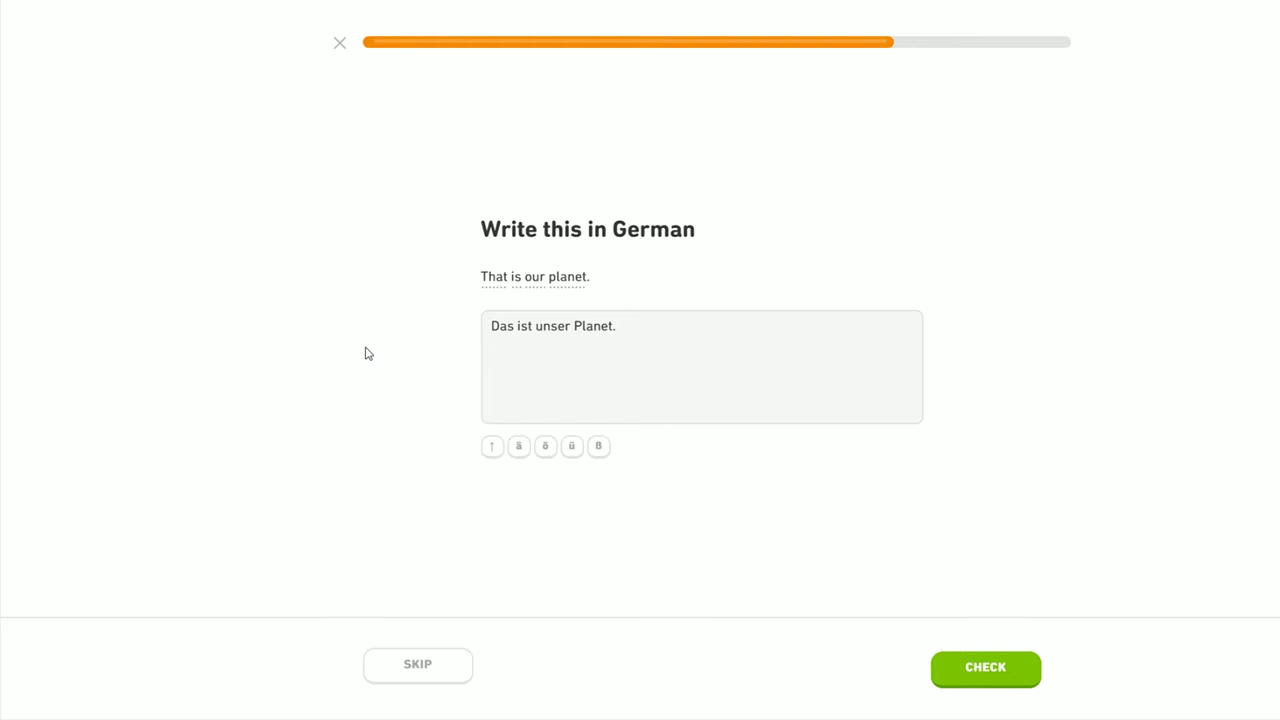 Write this in German
That is our planet.
Das ist unser Planet.
↑ ä ö ü ß
SKIP
CHECK